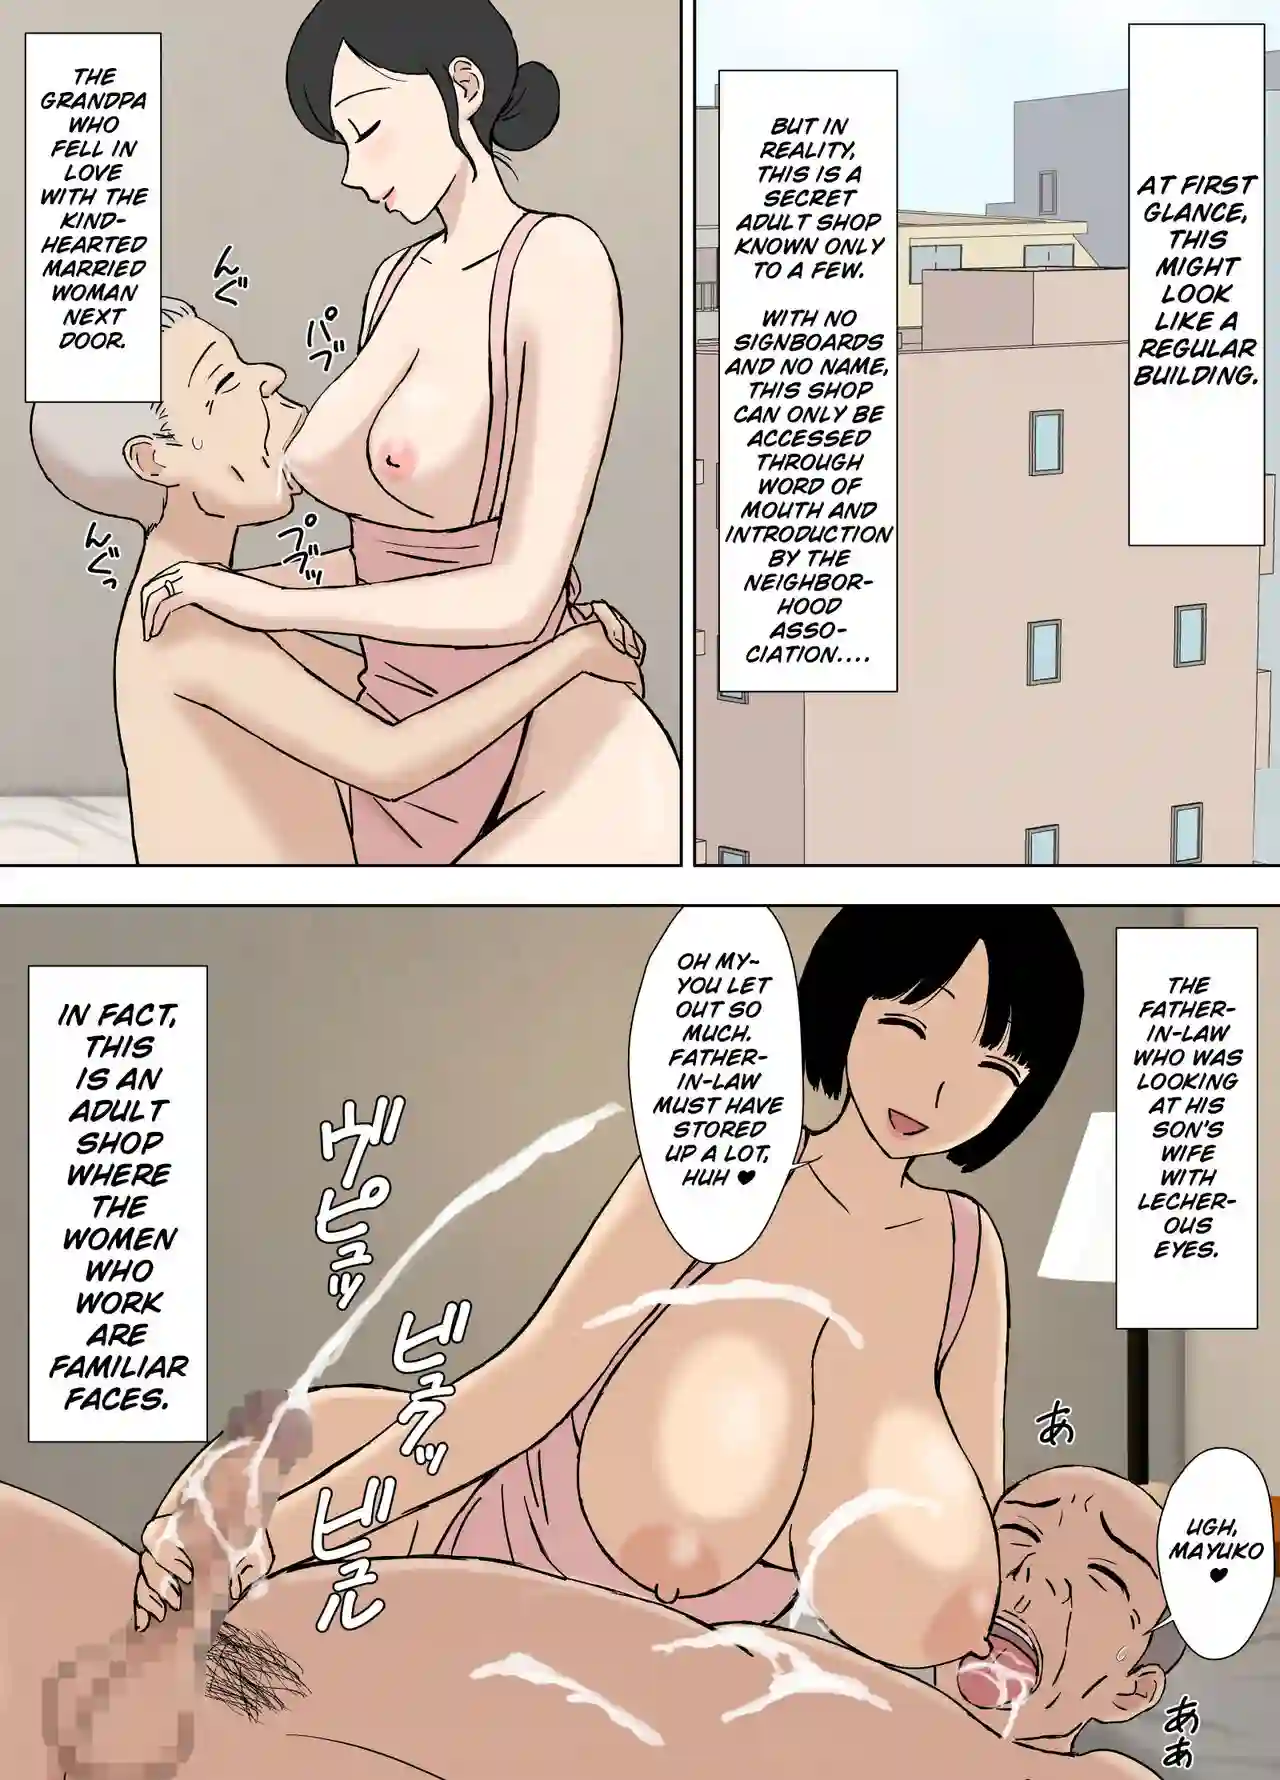 AT FIRST
GLANCE,
THIS
MIGHT
LOOK
LIKE A
REGULAR
BUILDING.
BUT IN
REALITY,
THIS IS A
SECRET
ADULT SHOP
KNOWN ONLY
TO A FEW.
WITH NO
SIGNBOARDS
AND NO NAME,
THIS SHOP
CAN ONLY BE
ACCESSED
THROUGH
WORD OF
MOUTH AND
INTRODUCTION
BY THE
NEIGHBOR-
HOOD
ASSO-
CIATION....
THE
GRANDPA
WHO
FELL IN
LOVE
WITH THE
KIND-
HEARTED
MARRIED
WOMAN
NEXT
DOOR.
んぐ
パブ
ププブッ
んぐっ
THE
FATHER-
IN-LAW
WHO WAS
LOOKING
AT HIS
SON'S
WIFE
WITH
LECHER-
OUS
EYES.
OH MY~
YOU LET
OUT SO
MUCH.
FATHER-
IN-LAW
MUST HAVE
STORED
UP A LOT,
HUH ♥
IN FACT,
THIS
IS AN
ADULT
SHOP
WHERE
THE
WOMEN
WHO
WORK
ARE
FAMILIAR
FACES.
ヴピュッ
ビュクッ
ビュル
あ
UGH,
MAYUKO
♥
ああ